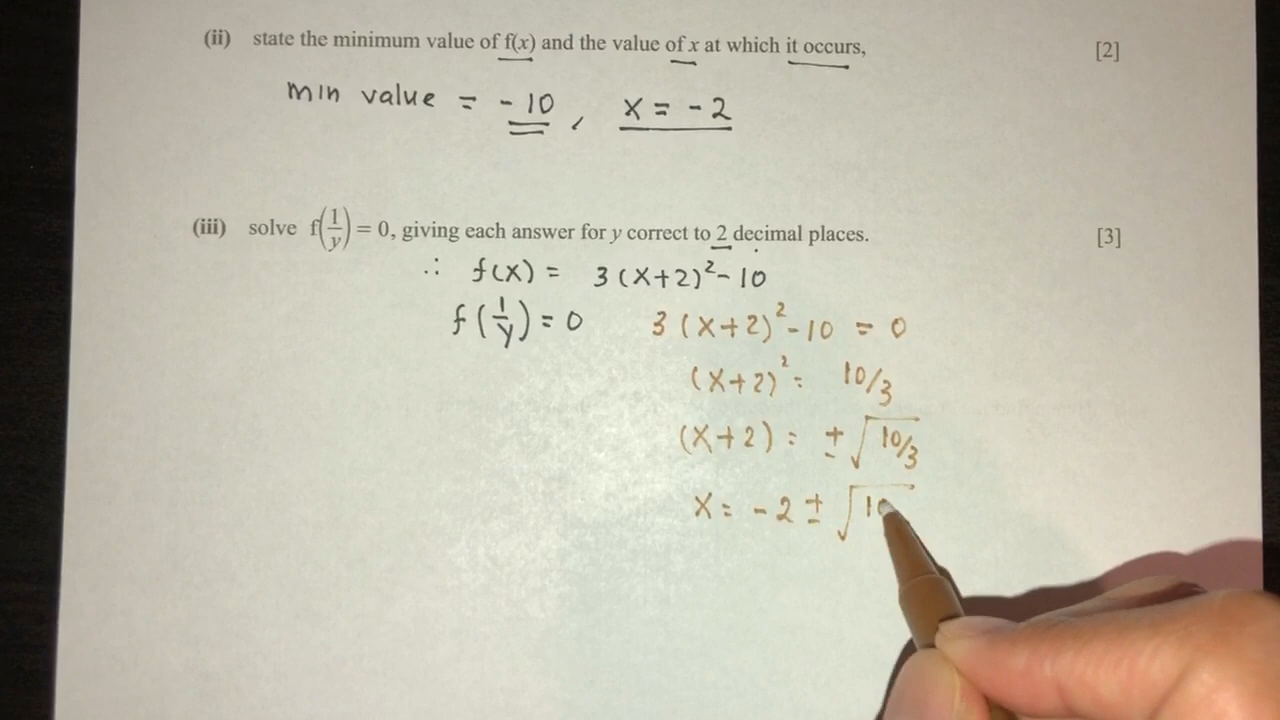 (ii) state the minimum value of f(x) and the value of x at which it occurs, [2]
min value = -10, x = -2
(iii) solve f(1/y) = 0, giving each answer for y correct to 2 decimal places. [3]
∴ f(x) = 3(x+2)²-10
f(1/y) = 0 3(x+2)²-10 = 0
(x+2)² = 10/3
(x+2) = ±√10/3
x = -2 ± √10